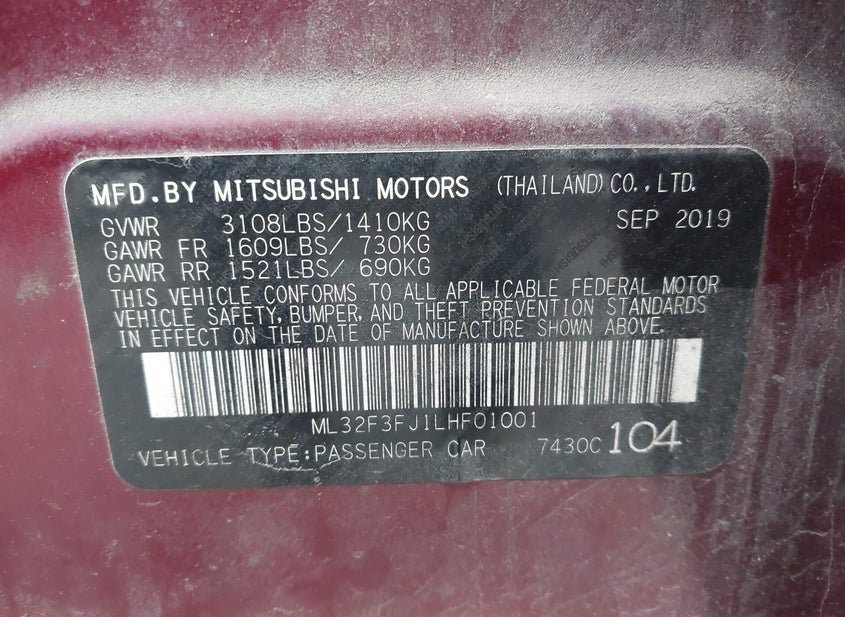 MFD.BY MITSUBISHI MOTORS (THAILAND)CO.,LTD.
GVWR 3108LBS/1410KG SEP 2019
GAWR FR 1609LBS/ 730KG
GAWR RR 1521LBS/ 690KG
THIS VEHICLE CONFORMS TO ALL APPLICABLE FEDERAL MOTOR
VEHICLE SAFETY,BUMPER,AND THEFT PREVENTION STANDARDS
IN EFFECT ON THE DATE OF MANUFACTURE SHOWN ABOVE.
ML32F3FJ1LHF01001
VEHICLE TYPE:PASSENGER CAR 7430C 104